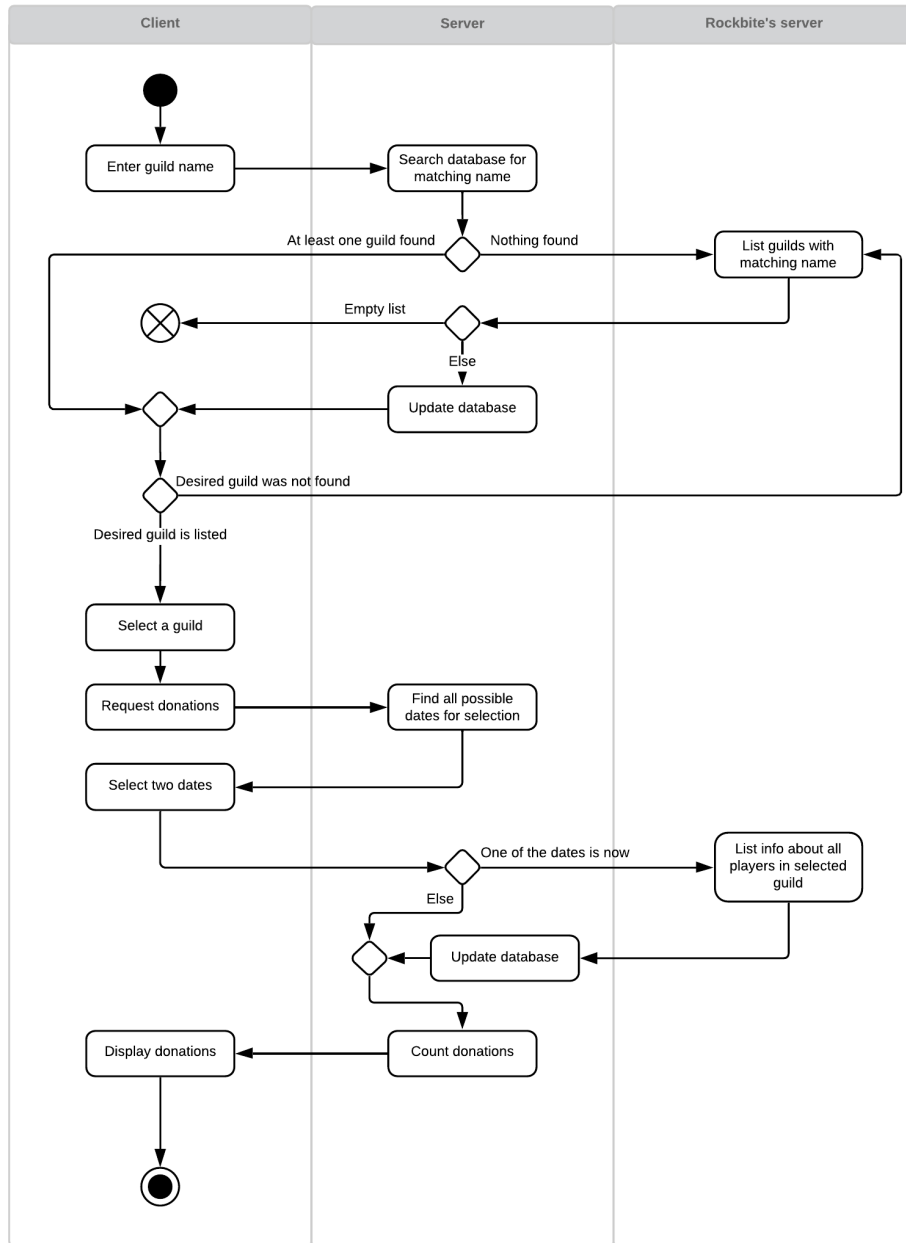 Client
Server
Rockbite's server
Enter guild name
Search database for
matching name
At least one guild found
Nothing found
List guilds with
matching name
Empty list
Else
Update database
Desired guild was not found
Desired guild is listed
Select a guild
Request donations
Find all possible
dates for selection
Select two dates
One of the dates is now
List info about all
players in selected
guild
Else
Update database
Display donations
Count donations